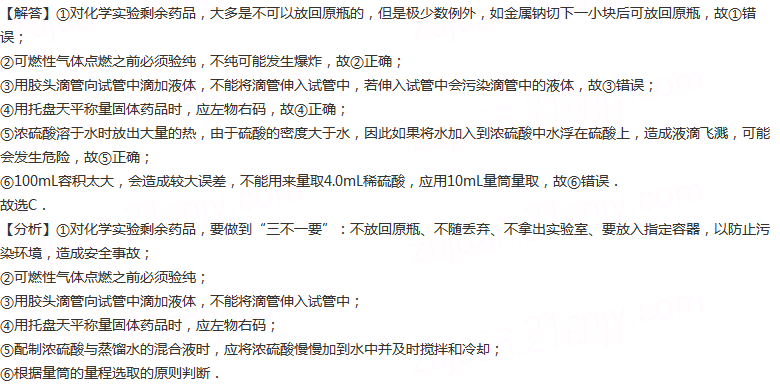 【解答】①对化学实验剩余药品，大多是不可以放回原瓶的，但是极少数例外，如金属钠切下一小块后可放回原瓶，故①错
误；
②可燃性气体点燃之前必须验纯，不纯可能发生爆炸，故②正确；
③用胶头滴管向试管中滴加液体，不能将滴管伸入试管中，若伸入试管中会污染滴管中的液体，故③错误；
④用托盘天平称量固体药品时，应左物右码，故④正确；
⑤浓硫酸溶于水时放出大量的热，由于硫酸的密度大于水，因此如果将水加入到浓硫酸中水浮在硫酸上，造成液滴飞溅，可能
会发生危险，故⑤正确；
⑥100mL容积太大，会造成较大误差，不能用来量取4.0mL稀硫酸，应用10mL量筒量取，故⑥错误．
故选C．
【分析】①对化学实验剩余药品，要做到“三不一要”：不放回原瓶、不随丢弃、不拿出实验室、要放入指定容器，以防止污
染环境，造成安全事故；
②可燃性气体点燃之前必须验纯；
③用胶头滴管向试管中滴加液体，不能将滴管伸入试管中；
④用托盘天平称量固体药品时，应左物右码；
⑤配制浓硫酸与蒸馏水的混合液时，应将浓硫酸慢慢加到水中并及时搅拌和冷却；
⑥根据量筒的量程选取的原则判断．